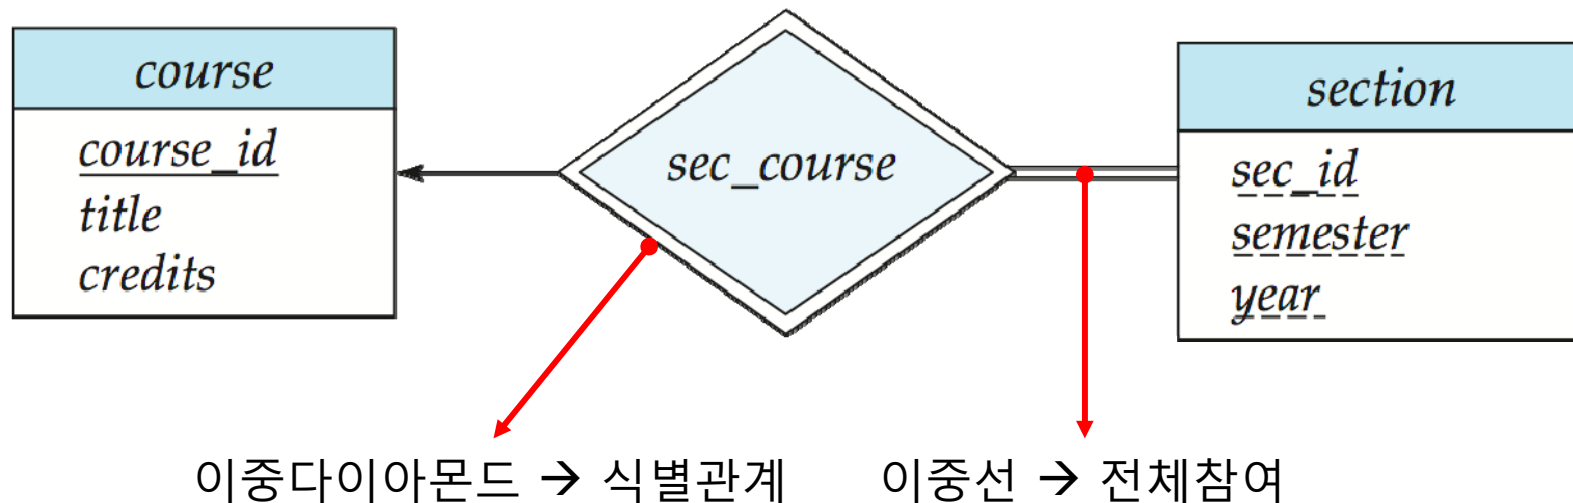 course
course_id
title
credits
sec_course
section
sec_id
semester
year
이중다이아몬드 → 식별관계
이중선 → 전체참여